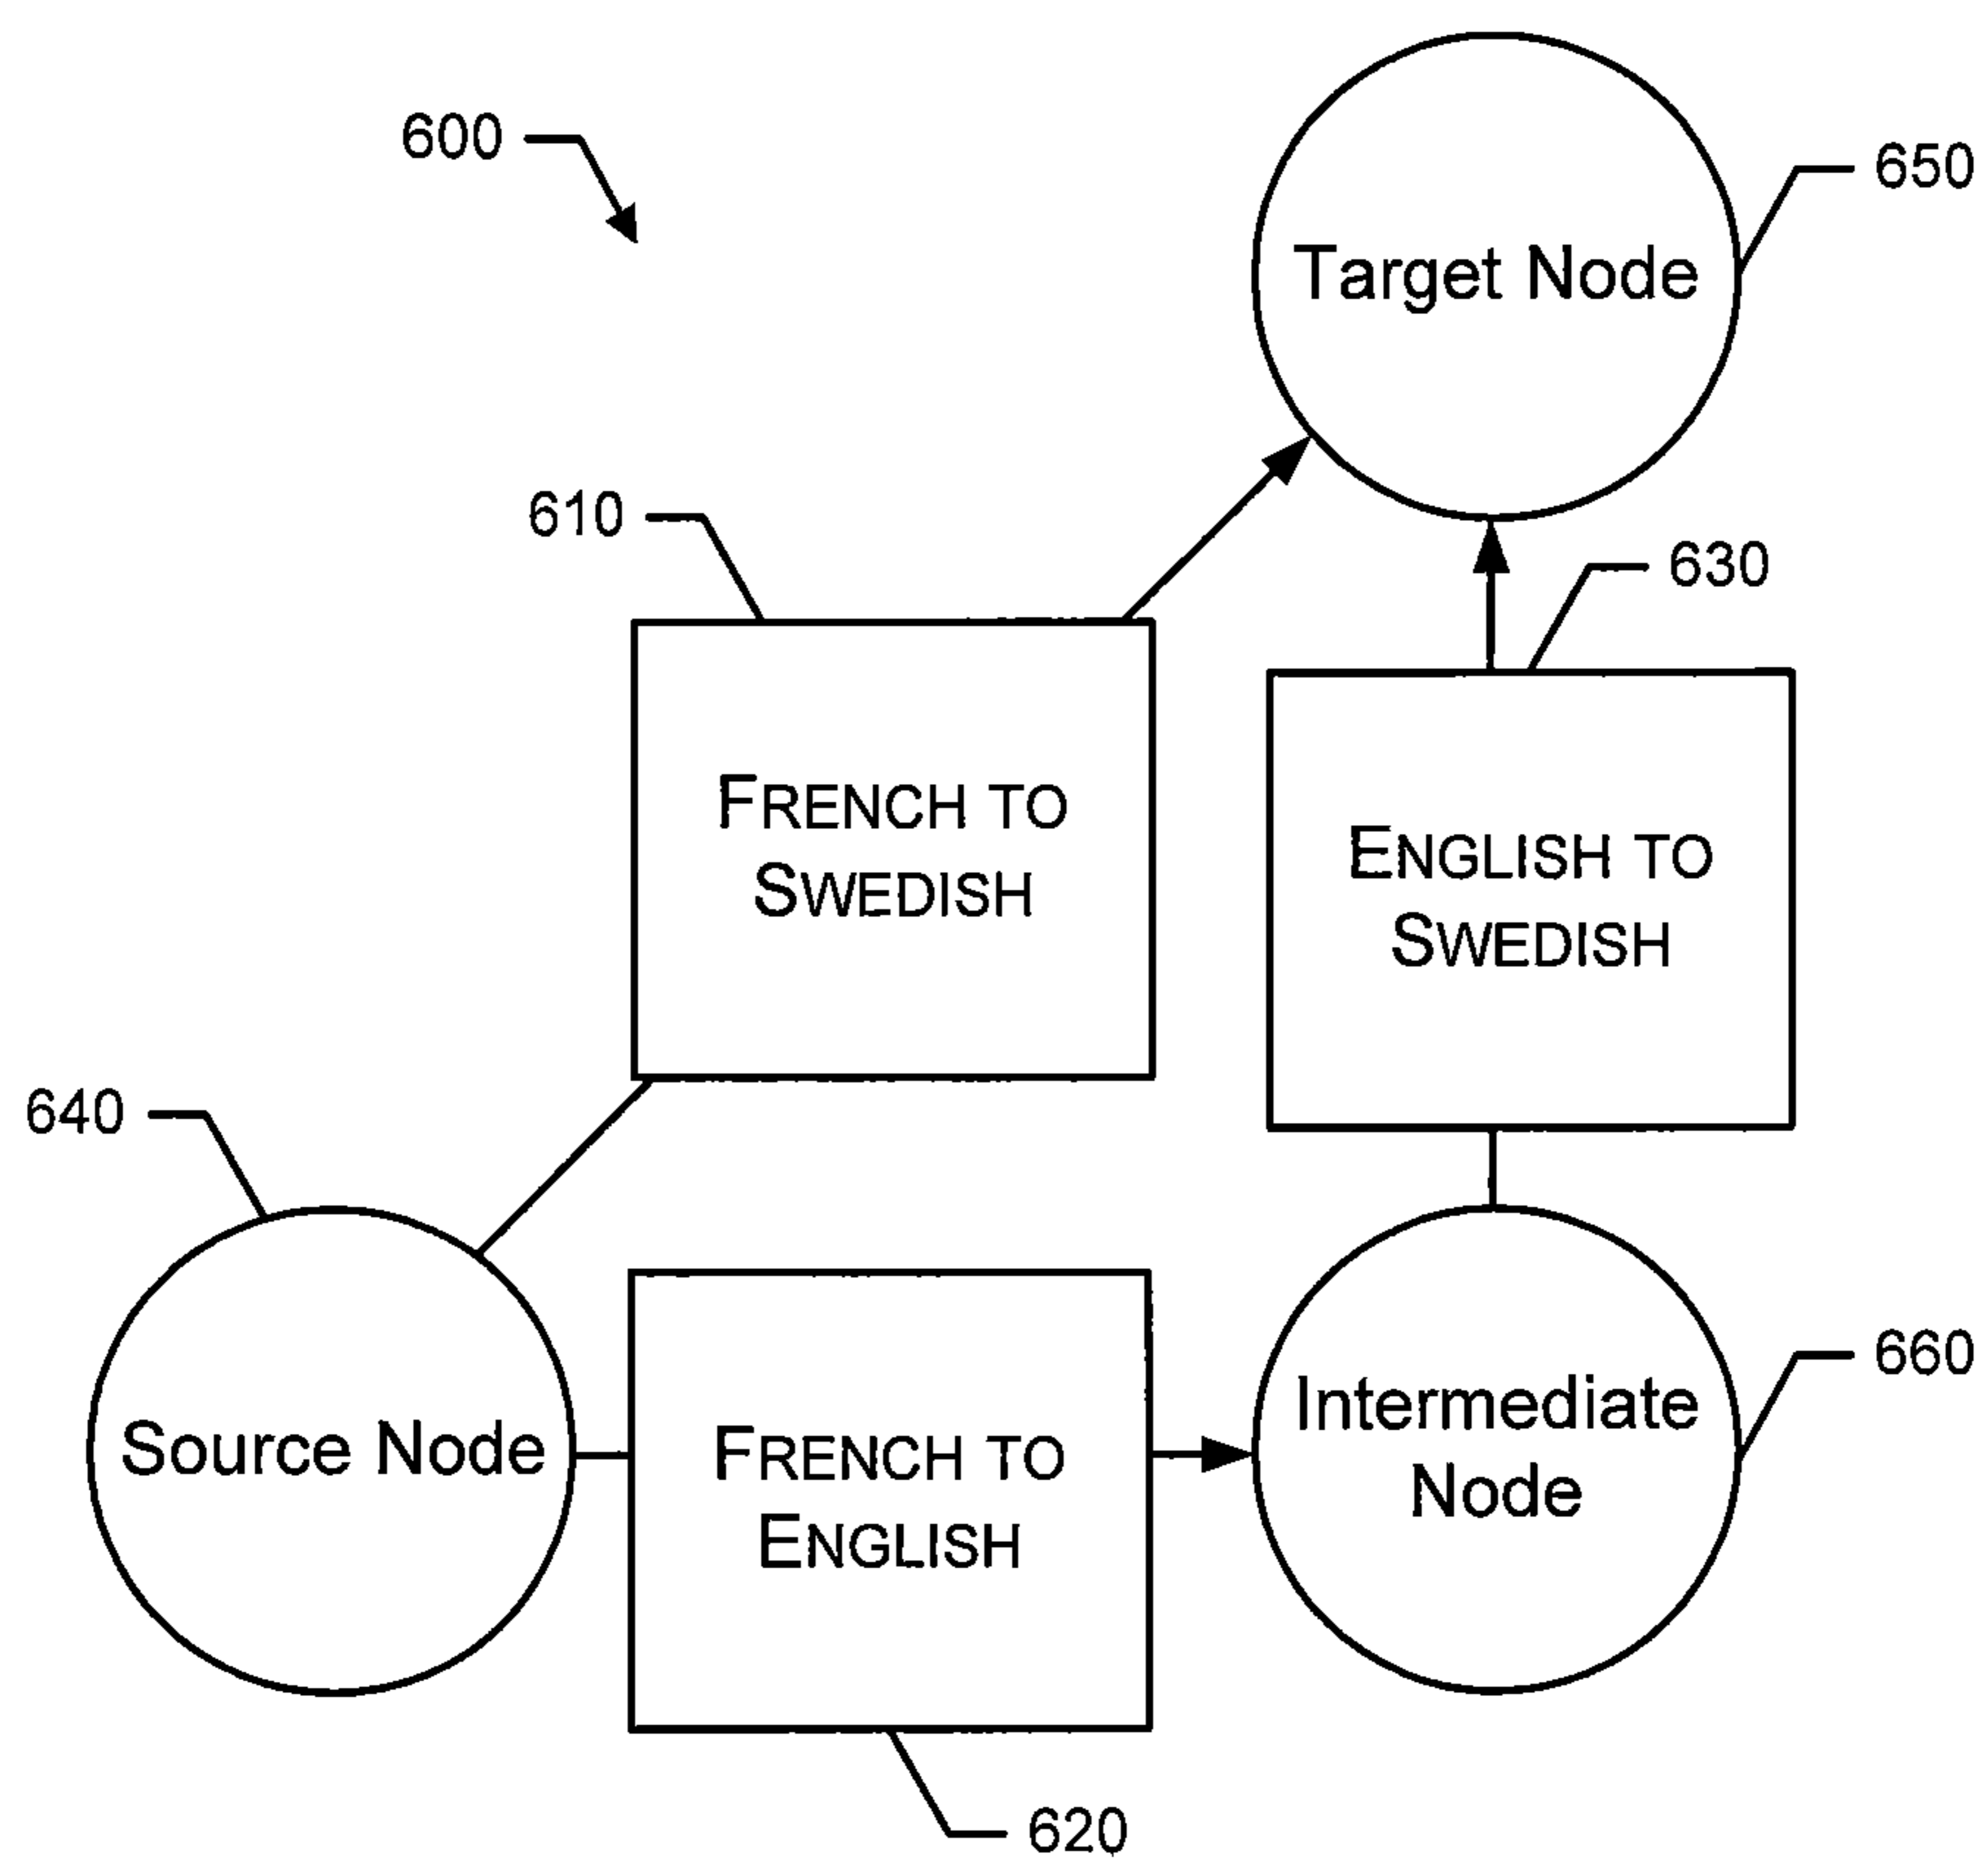 600
650
Target Node
610
630
FRENCH TO
SWEDISH
ENGLISH TO
SWEDISH
640
Source Node
FRENCH TO
ENGLISH
Intermediate
Node
660
620